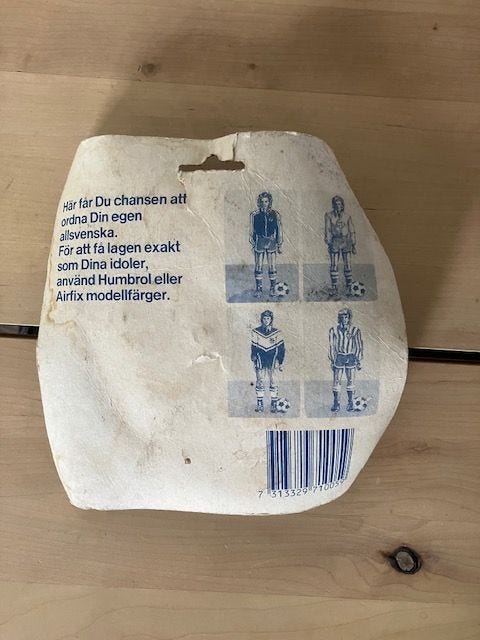 Här får Du chansen att
ordna Din egen
allsvenska.
För att få lagen exakt
som Dina idoler,
använd Humbrol eller
Airfix modellfärger.